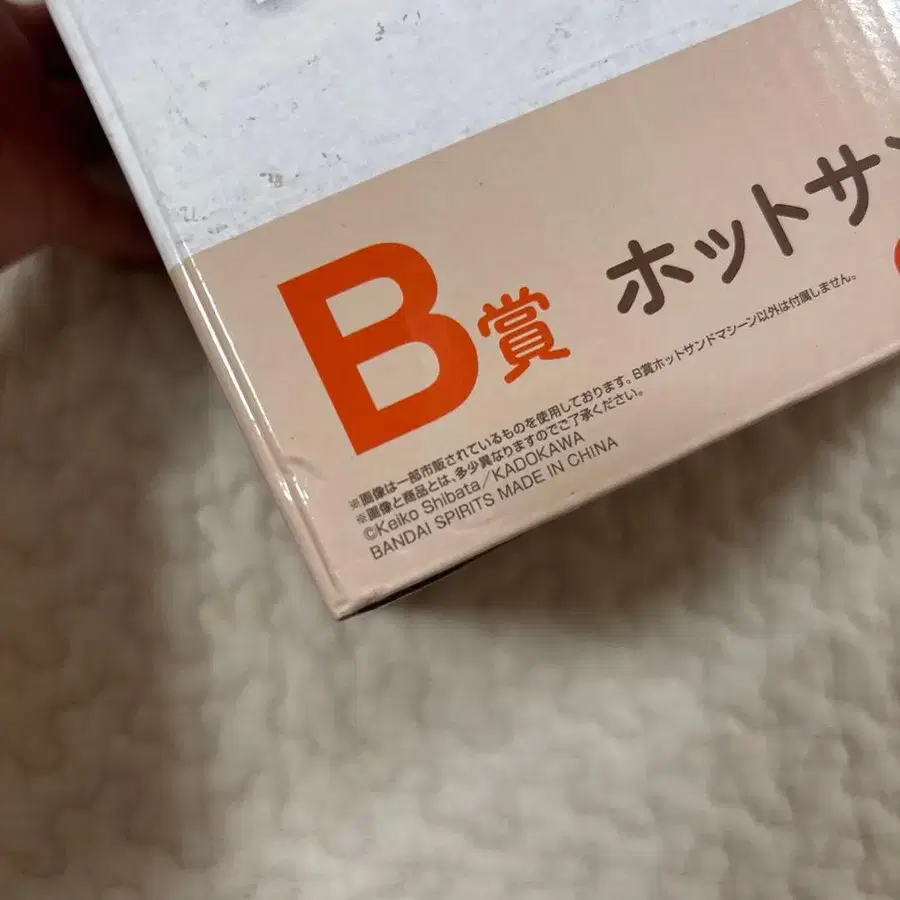 B賞 ホットサン
※画像は一部市販されているものを使用しております。B賞ホットサンドマシーン以外は付属しません。
※画像と商品とは、多少異なりますのでご了承ください。
©Keiko Shibata／KADOKAWA
BANDAI SPIRITS MADE IN CHINA